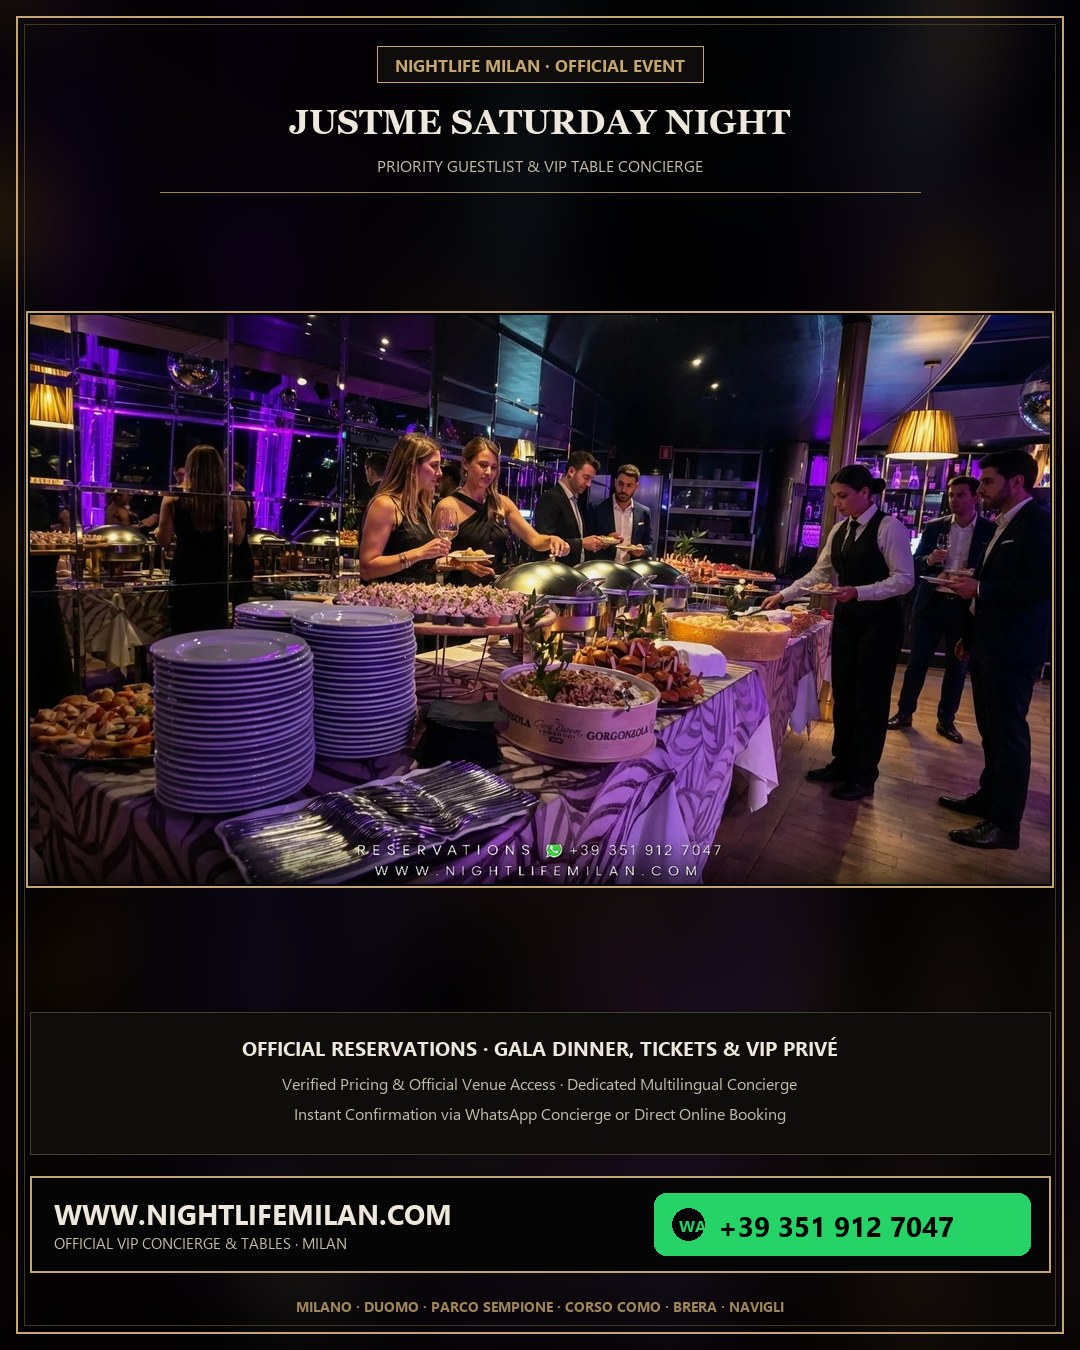 NIGHTLIFE MILAN · OFFICIAL EVENT
JUSTME SATURDAY NIGHT
PRIORITY GUESTLIST & VIP TABLE CONCIERGE
GORGONZOLA
RESERVATIONS +39 351 912 7047
WWW.NIGHTLIFEMILAN.COM
OFFICIAL RESERVATIONS · GALA DINNER, TICKETS & VIP PRIVÉ
Verified Pricing & Official Venue Access · Dedicated Multilingual Concierge
Instant Confirmation via WhatsApp Concierge or Direct Online Booking
WWW.NIGHTLIFEMILAN.COM
OFFICIAL VIP CONCIERGE & TABLES · MILAN
WA +39 351 912 7047
MILANO · DUOMO · PARCO SEMPIONE · CORSO COMO · BRERA · NAVIGLI